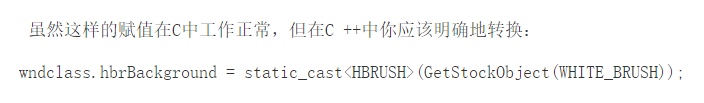 虽然这样的赋值在C中工作正常，但在C ++中你应该明确地转换：
wndclass.hbrBackground = static_cast<HBRUSH>(GetStockObject(WHITE_BRUSH));